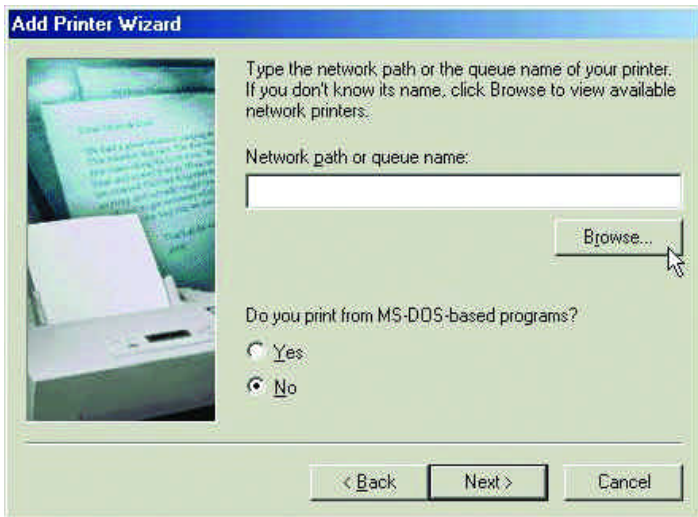 Add Printer Wizard
Type the network path or the queue name of your printer.
If you don't know its name, click Browse to view available
network printers.
Network path or queue name:
Browse...
Do you print from MS-DOS-based programs?
Yes
No
< Back
Next >
Cancel